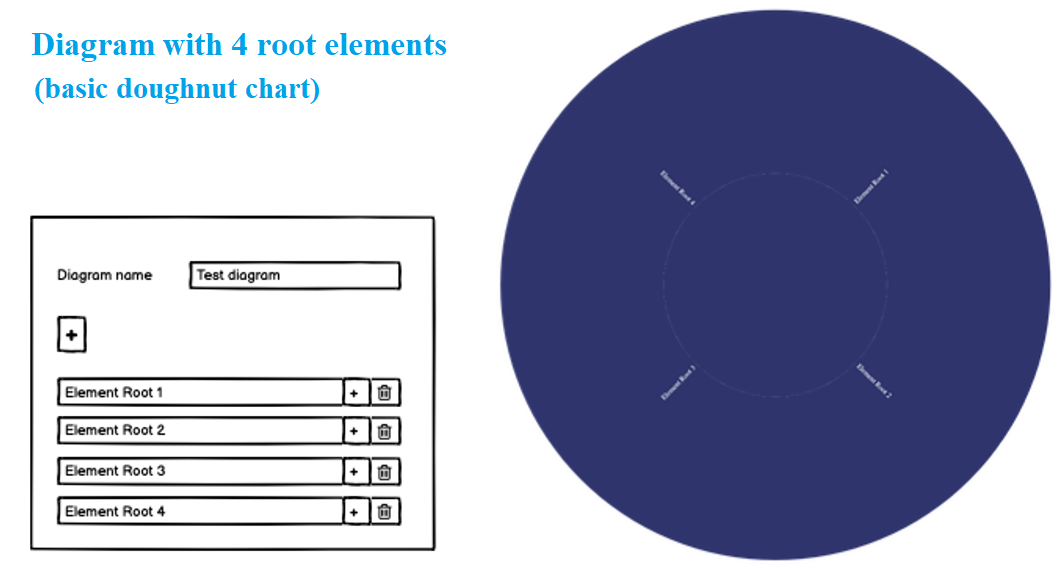 Diagram with 4 root elements
(basic doughnut chart)
Diagram name
Test diagram
+
Element Root 1
+
Element Root 2
+
Element Root 3
+
Element Root 4
+
Element Root 4
Element Root 1
Element Root 3
Element Root 2